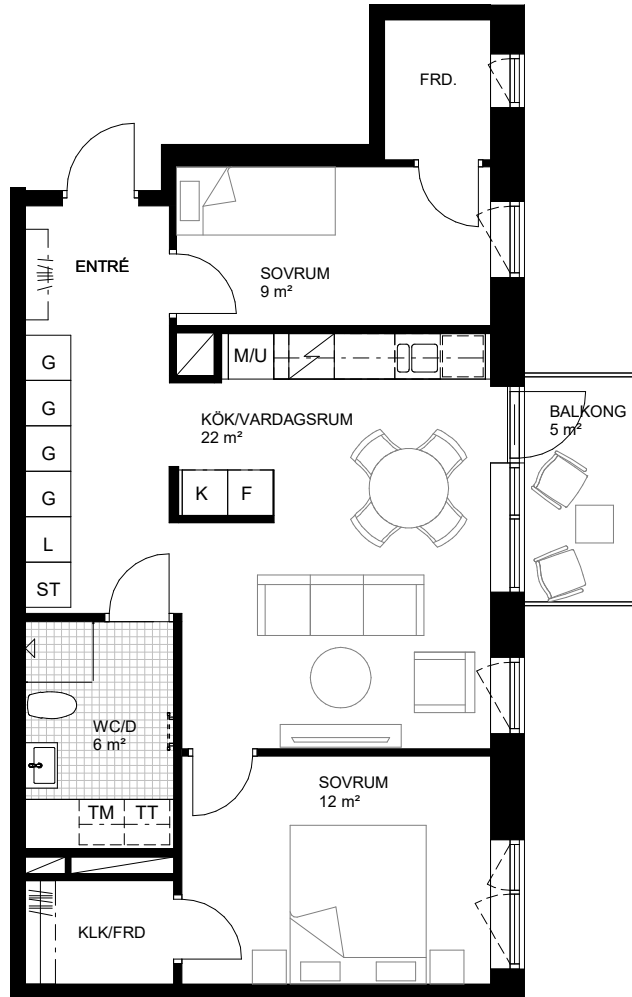 FRD.
ENTRÉ
SOVRUM
9 m²
G
M/U
G
KÖK/VARDAGSRUM
22 m²
BALKONG
5 m²
G
G
K
F
L
ST
WC/D
6 m²
SOVRUM
12 m²
TM
TT
KLK/FRD